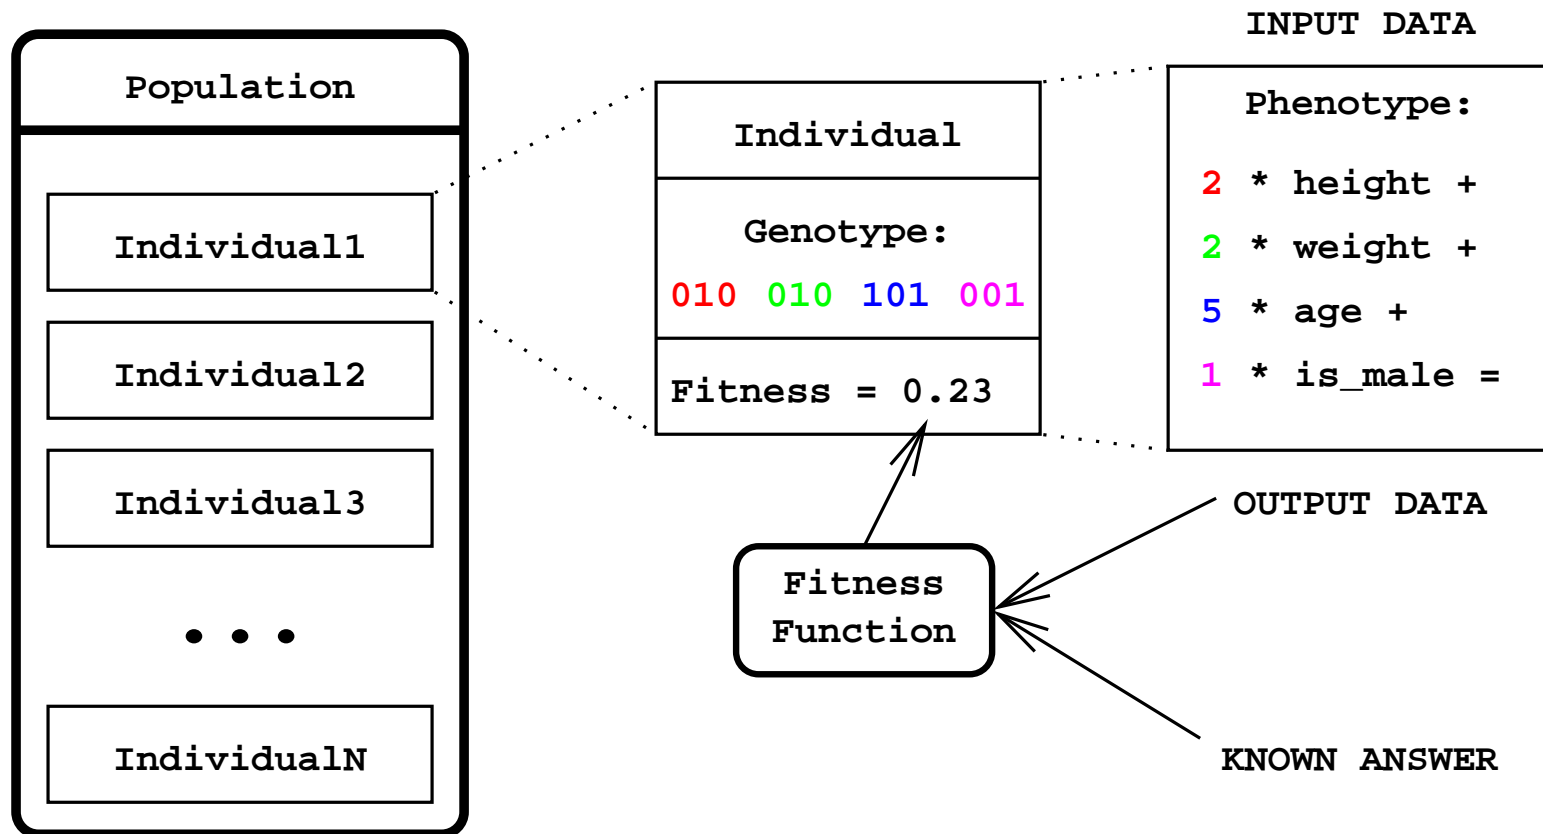 Population
Individual1
Individual2
Individual3
...
IndividualN
Individual
Genotype:
010 010 101 001
Fitness = 0.23
Fitness
Function
INPUT DATA
Phenotype:
2 * height +
2 * weight +
5 * age +
1 * is_male =
OUTPUT DATA
KNOWN ANSWER